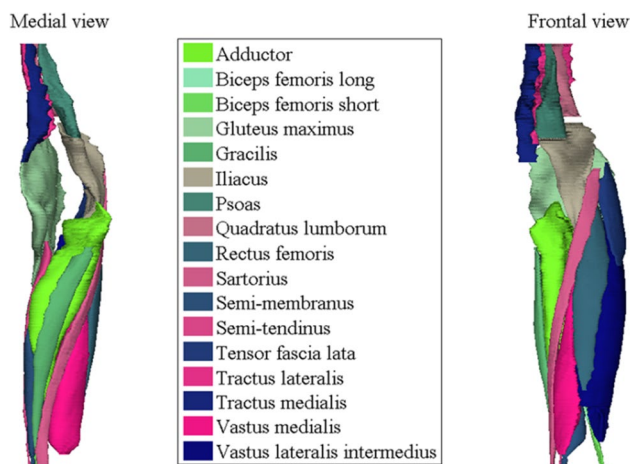 Medial view
Frontal view
Adductor
Biceps femoris long
Biceps femoris short
Gluteus maximus
Gracilis
Iliacus
Psoas
Quadratus lumborum
Rectus femoris
Sartorius
Semi-membranus
Semi-tendinus
Tensor fascia lata
Tractus lateralis
Tractus medialis
Vastus medialis
Vastus lateralis intermedius